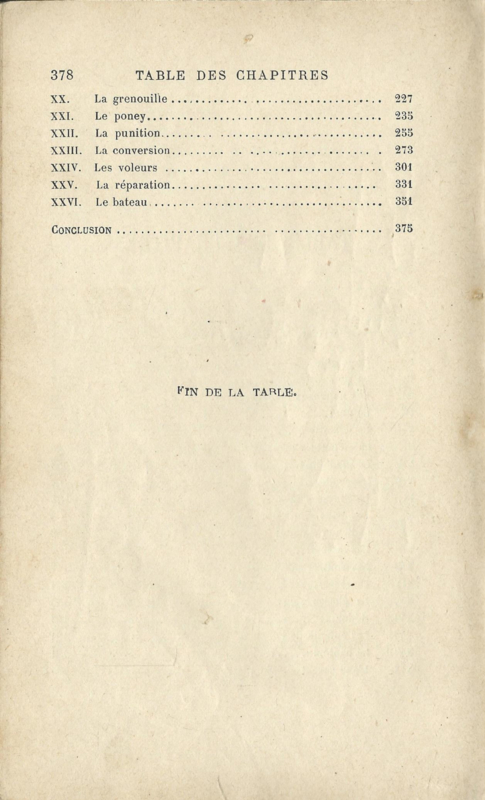 378 TABLE DES CHAPITRES
XX. La grenouille 227
XXI. Le poney 235
XXII. La punition 255
XXIII. La conversion 273
XXIV. Les voleurs 301
XXV. La réparation 331
XXVI. Le bateau 351
CONCLUSION 375
FIN DE LA TABLE.